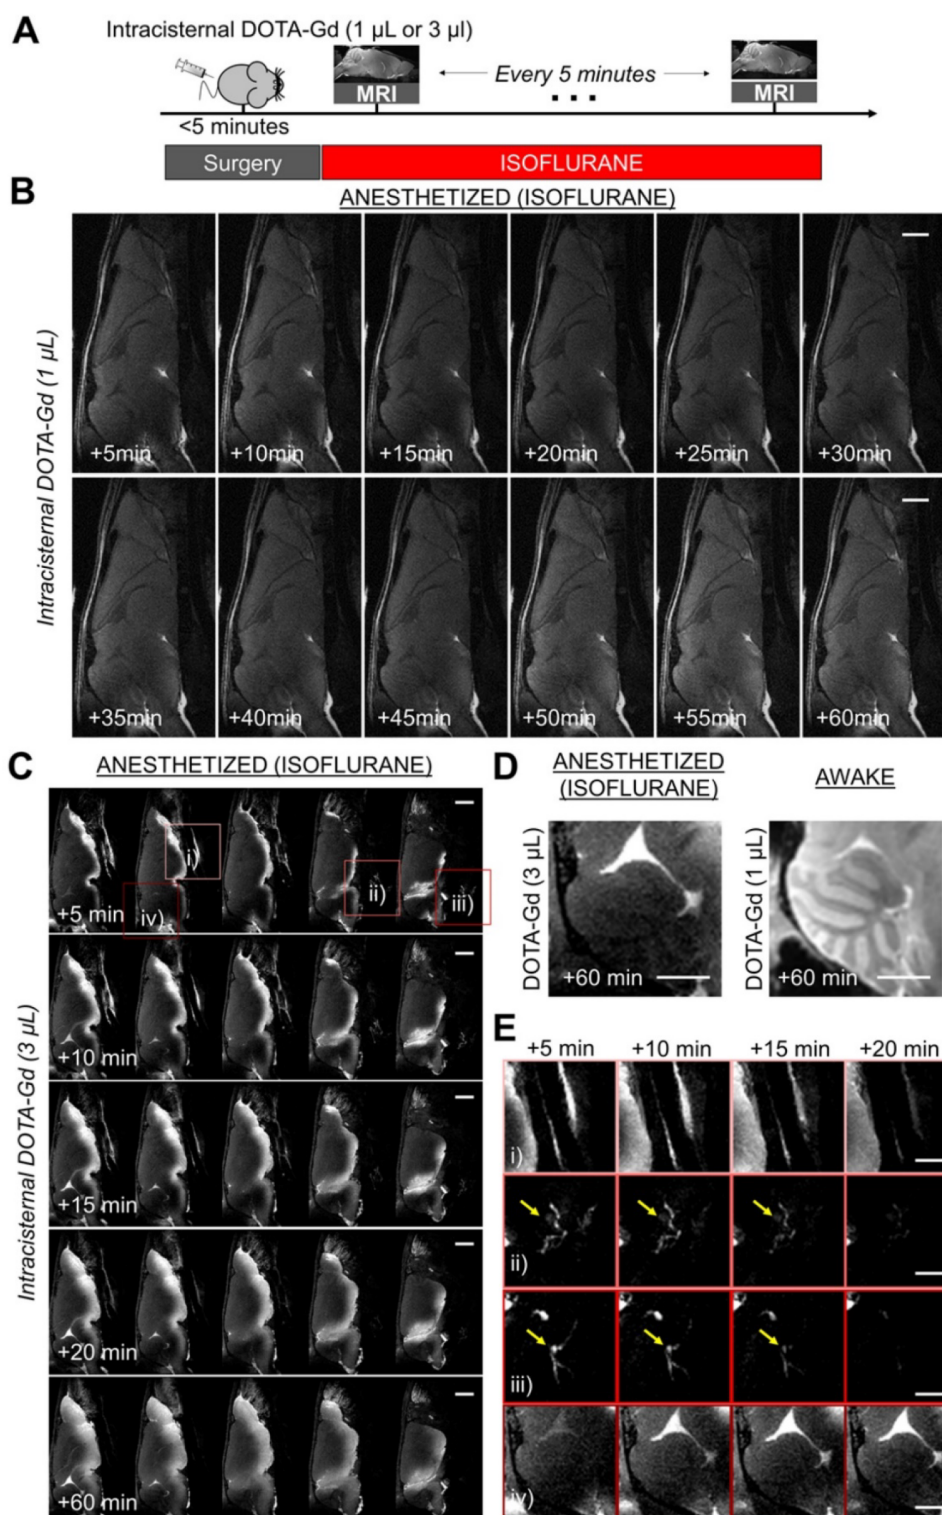 A
Intracisternal DOTA-Gd (1 µL or 3 µl)
MRI
Every 5 minutes
MRI
<5 minutes
Surgery
ISOFLURANE
B
ANESTHETIZED (ISOFLURANE)
Intracisternal DOTA-Gd (1 µL)
+5min
+10min
+15min
+20min
+25min
+30min
+35min
+40min
+45min
+50min
+55min
+60min
C
ANESTHETIZED (ISOFLURANE)
Intracisternal DOTA-Gd (3 µL)
+5 min
i)
ii)
iii)
iv)
+10 min
+15 min
+20 min
+60 min
D
ANESTHETIZED
(ISOFLURANE)
AWAKE
DOTA-Gd (3 µL)
+60 min
DOTA-Gd (1 µL)
+60 min
E
+5 min
+10 min
+15 min
+20 min
i)
ii)
iii)
iv)